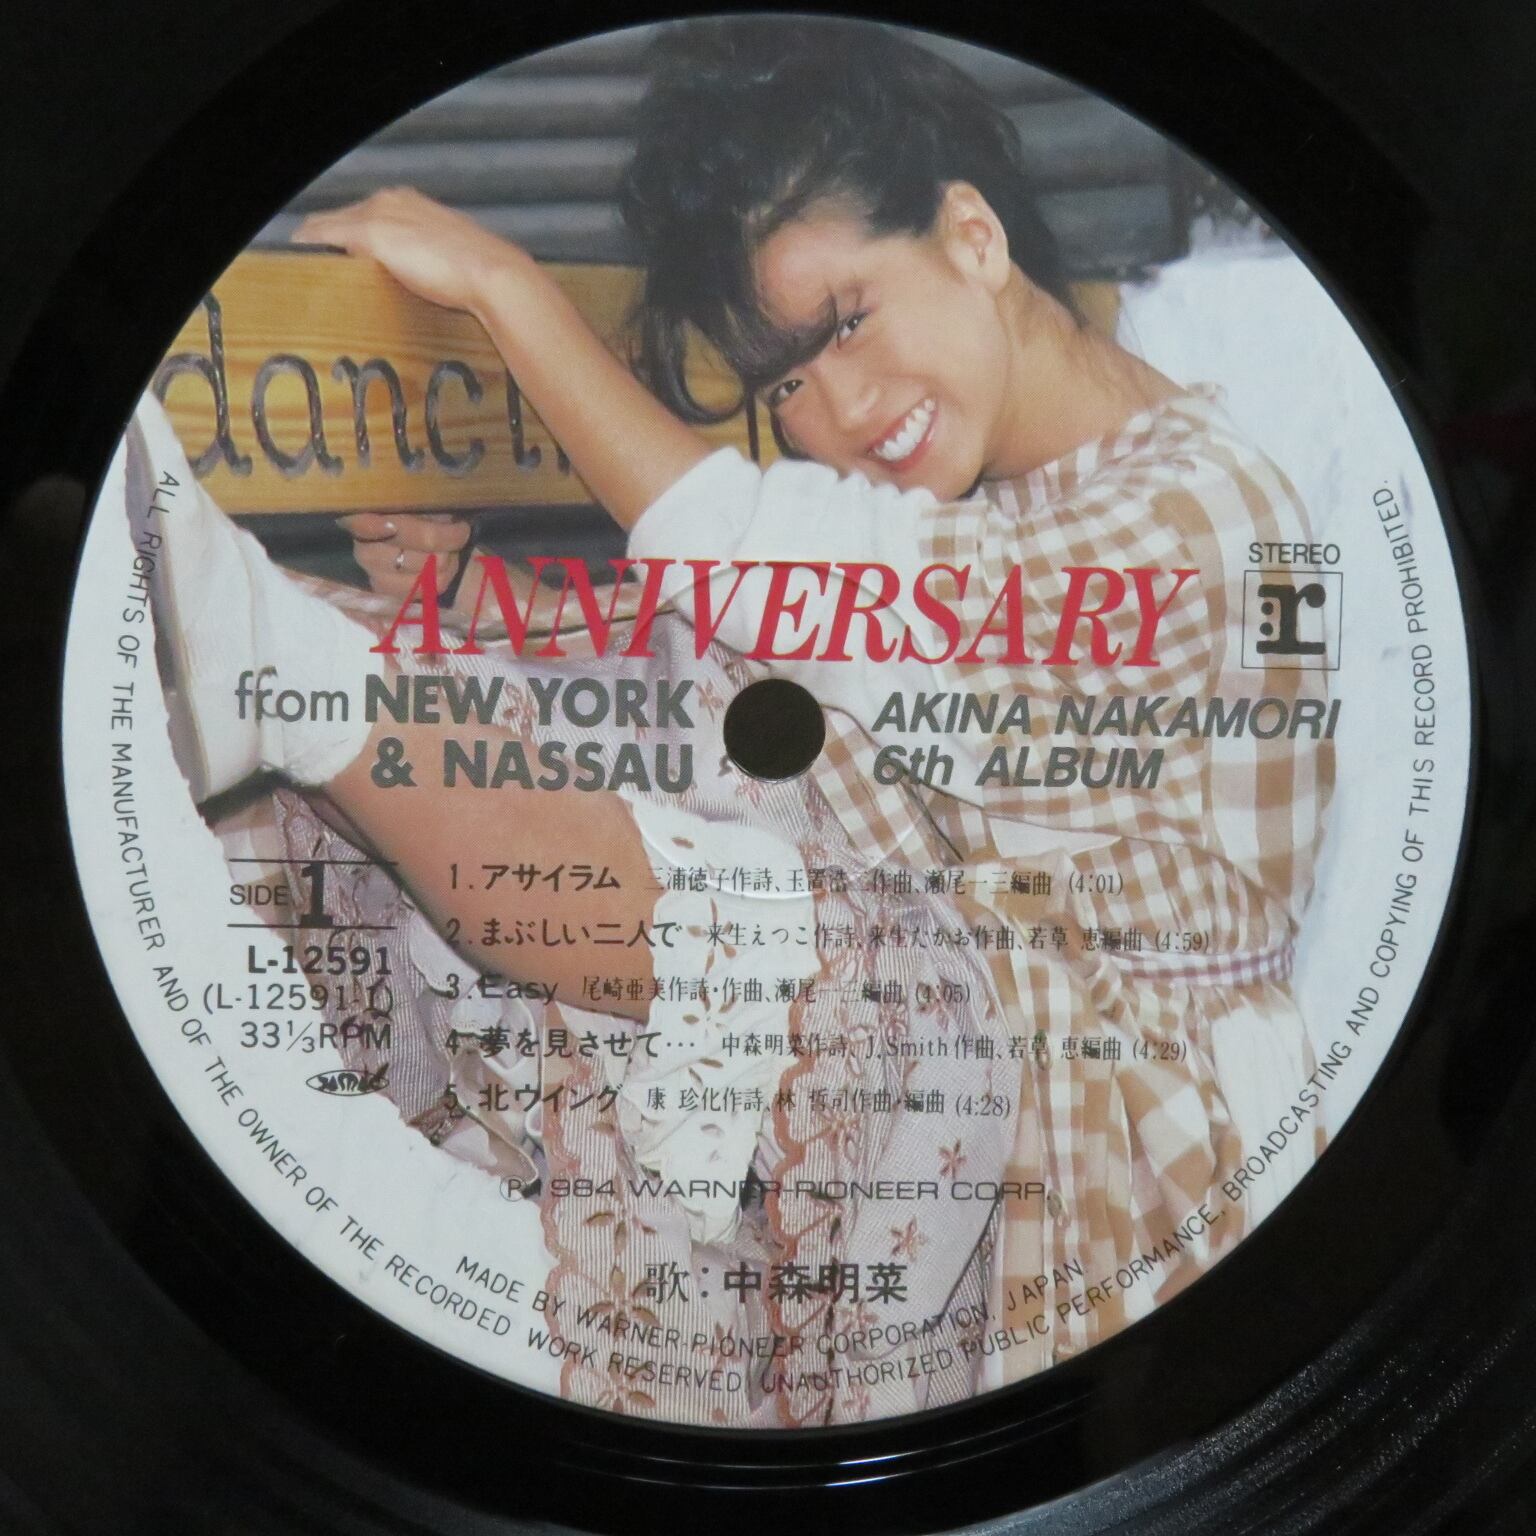 dancin
ANNIVERSARY
STEREO
r
ffrom NEW YORK
& NASSAU
AKINA NAKAMORI
6th ALBUM
SIDE 1
L-12591
(L-12591-1)
33⅓RPM
1. アサイラム 三浦徳子作詩、玉置浩二作曲、瀬尾一三編曲 (4:01)
2. まぶしい二人で 来生えつこ作詩、来生たかお作曲、若草 恵編曲 (4:59)
3. Easy 尾崎亜美作詩・作曲、瀬尾一三編曲 (4:05)
4. 夢を見させて… 中森明菜作詩、J.Smith作曲、若草 恵編曲 (4:29)
5. 北ウイング 康 珍化作詩、林 哲司作曲・編曲 (4:28)
Ⓟ 1984 WARNER-PIONEER CORP.
歌：中森明菜
MADE BY WARNER-PIONEER CORPORATION, JAPAN
ALL RIGHTS OF THE MANUFACTURER AND OF THE OWNER OF THE RECORDED WORK RESERVED. UNAUTHORIZED PUBLIC PERFORMANCE, BROADCASTING AND COPYING OF THIS RECORD PROHIBITED.